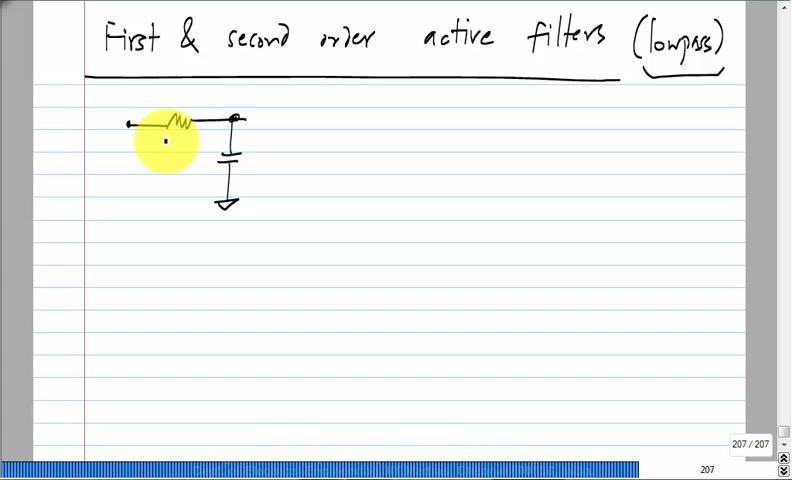 First & second order active filters (lowpass)
207 / 207
207